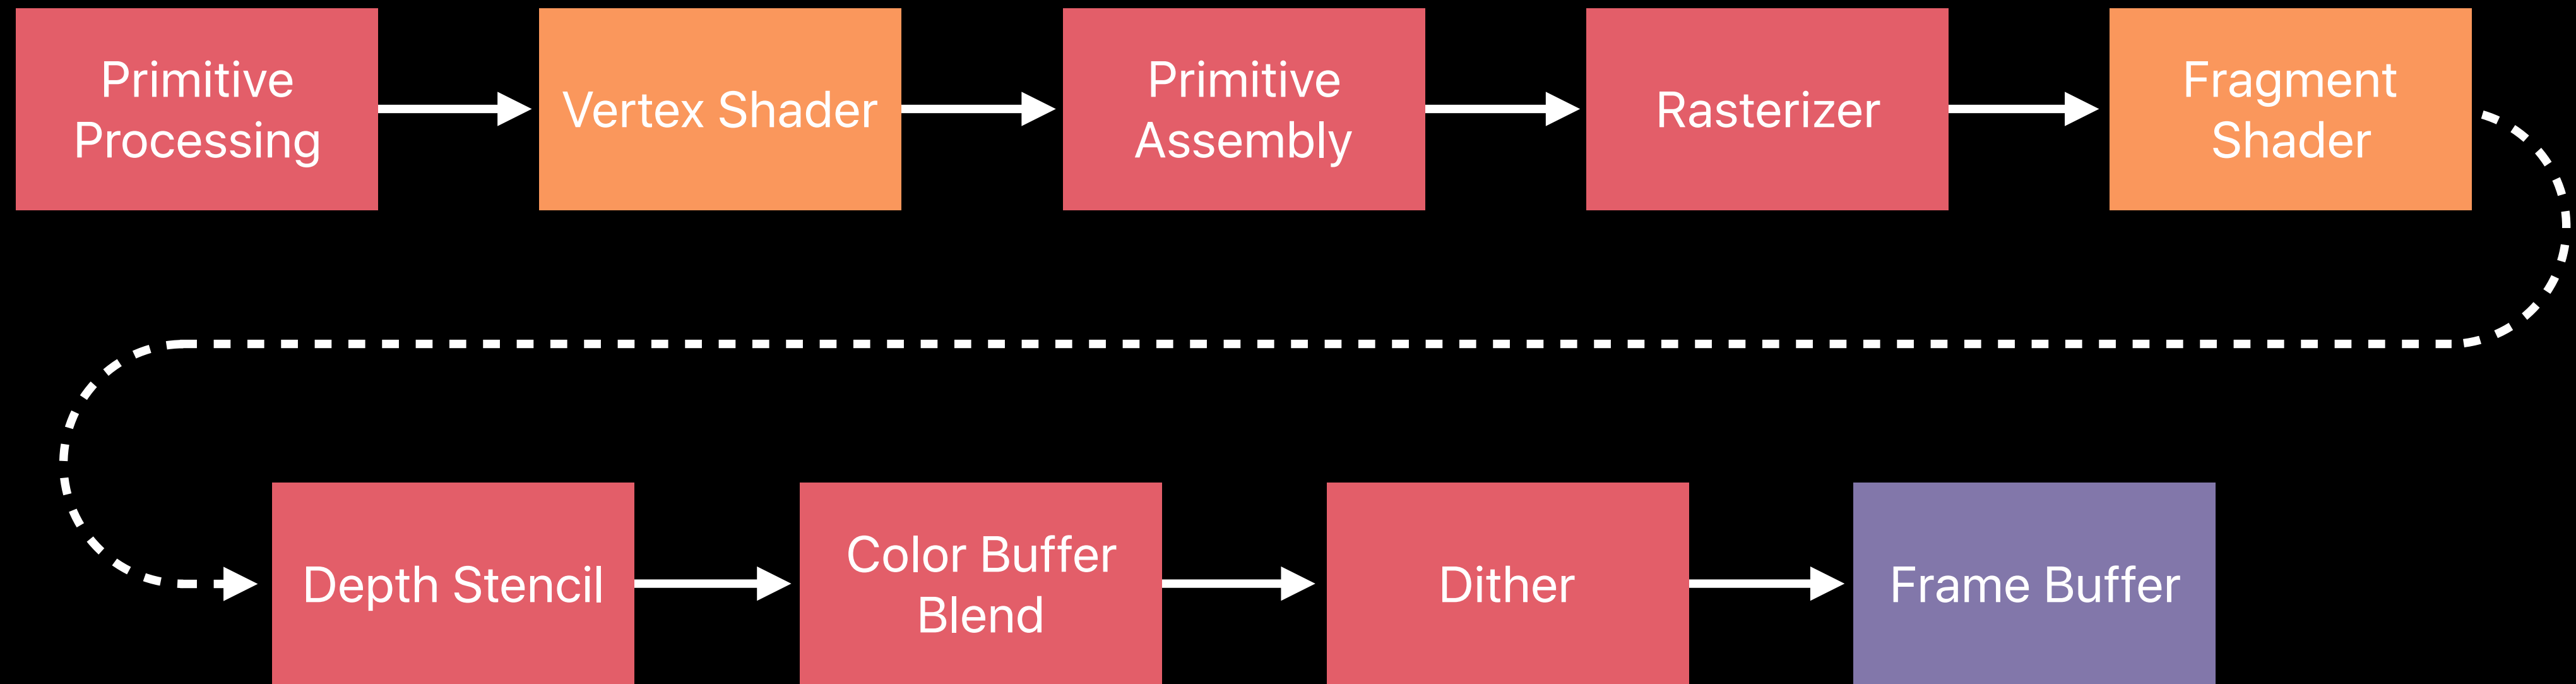 Primitive
Processing
Vertex Shader
Primitive
Assembly
Rasterizer
Fragment
Shader
Depth Stencil
Color Buffer
Blend
Dither
Frame Buffer